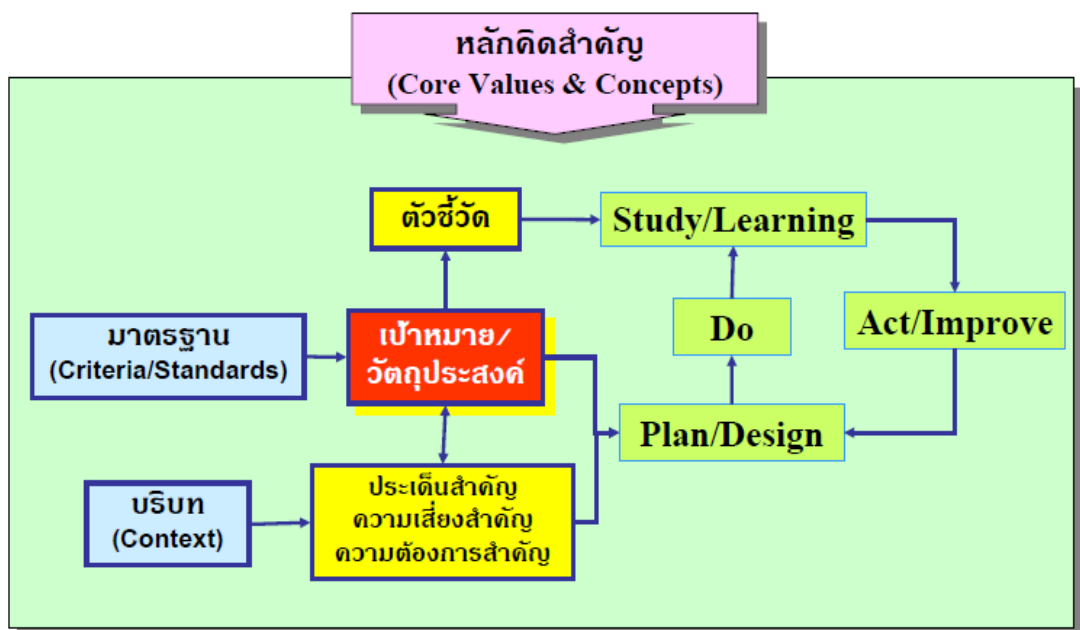 หลักคิดสำคัญ
(Core Values & Concepts)
ตัวชี้วัด
Study/Learning
มาตรฐาน
(Criteria/Standards)
เป้าหมาย/
วัตถุประสงค์
Do
Act/Improve
Plan/Design
บริบท
(Context)
ประเด็นสำคัญ
ความเสี่ยงสำคัญ
ความต้องการสำคัญ